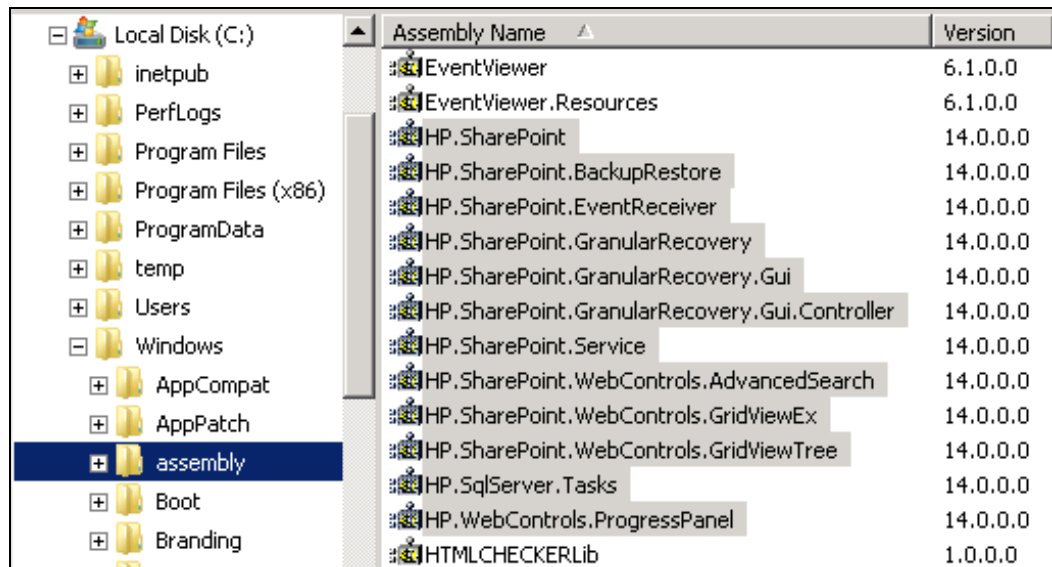 Local Disk (C:)
inetpub
PerfLogs
Program Files
Program Files (x86)
ProgramData
temp
Users
Windows
AppCompat
AppPatch
assembly
Boot
Branding
Assembly Name Version
EventViewer 6.1.0.0
EventViewer.Resources 6.1.0.0
HP.SharePoint 14.0.0.0
HP.SharePoint.BackupRestore 14.0.0.0
HP.SharePoint.EventReceiver 14.0.0.0
HP.SharePoint.GranularRecovery 14.0.0.0
HP.SharePoint.GranularRecovery.Gui 14.0.0.0
HP.SharePoint.GranularRecovery.Gui.Controller 14.0.0.0
HP.SharePoint.Service 14.0.0.0
HP.SharePoint.WebControls.AdvancedSearch 14.0.0.0
HP.SharePoint.WebControls.GridViewEx 14.0.0.0
HP.SharePoint.WebControls.GridViewTree 14.0.0.0
HP.SqlServer.Tasks 14.0.0.0
HP.WebControls.ProgressPanel 14.0.0.0
HTMLCHECKERLib 1.0.0.0